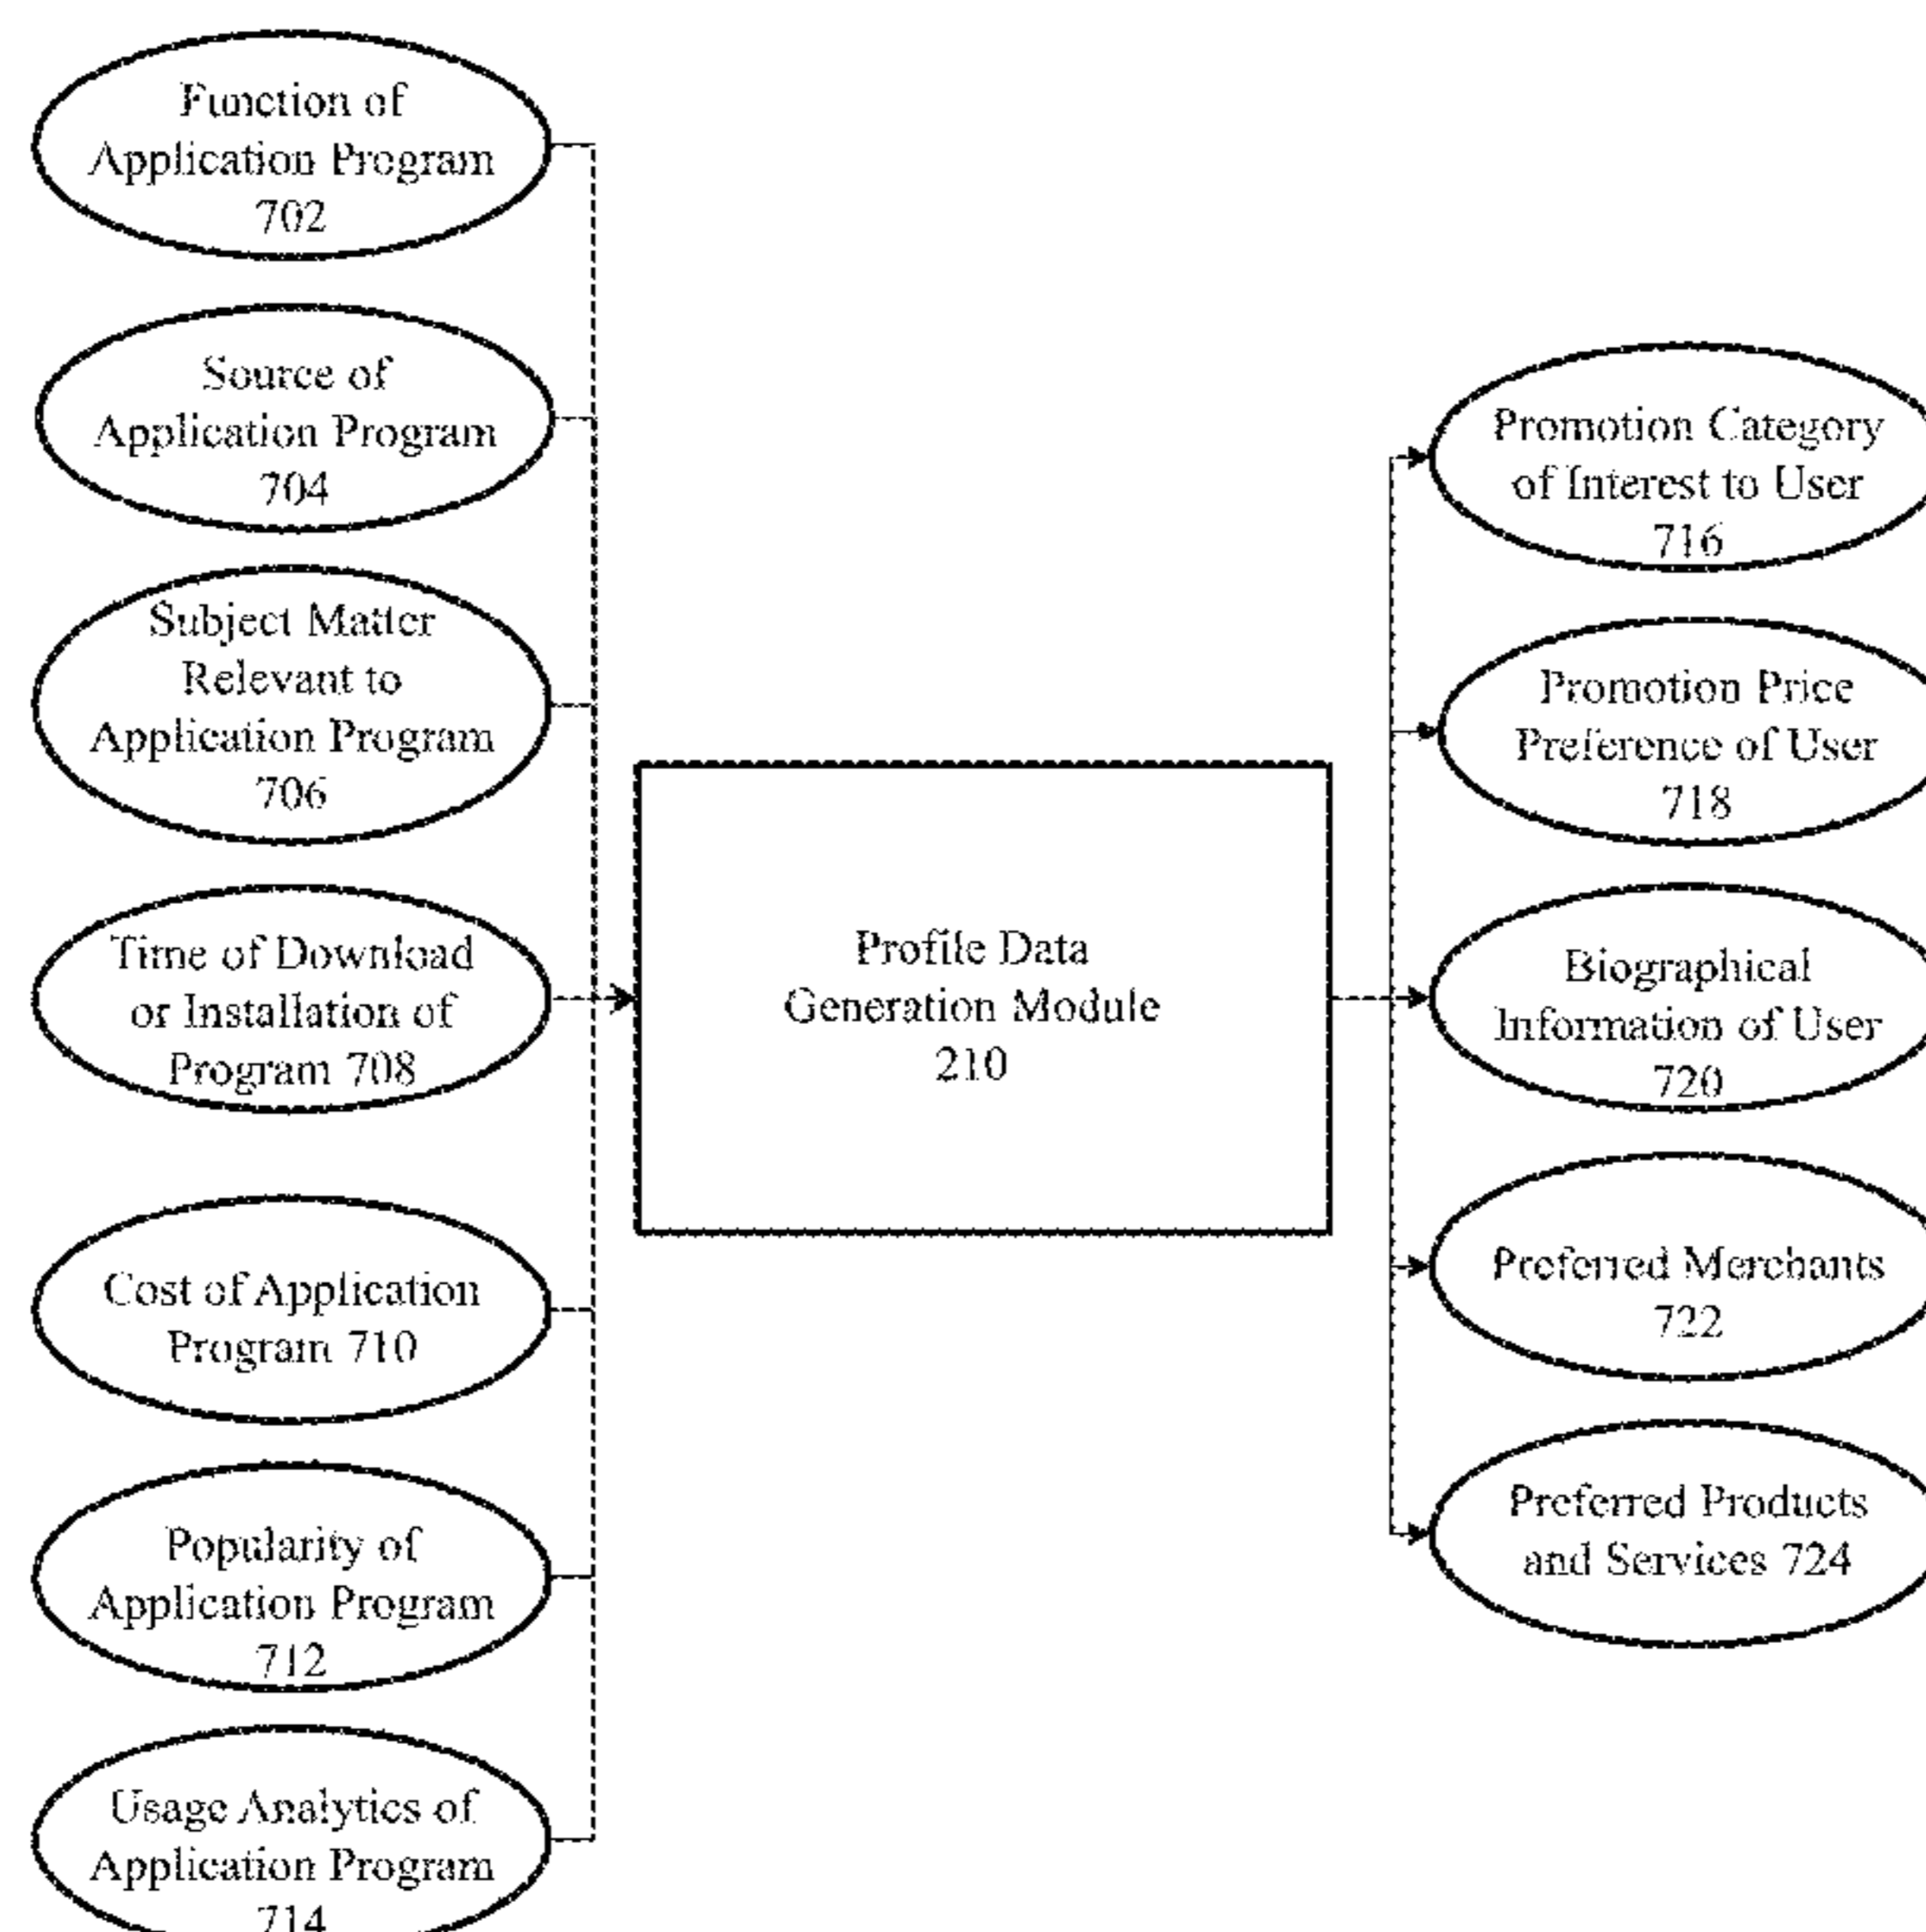 Function of
Application Program
702
Source of
Application Program
704
Subject Matter
Relevant to
Application Program
706
Time of Download
or Installation of
Program 708
Cost of Application
Program 710
Popularity of
Application Program
712
Usage Analytics of
Application Program
714
Profile Data
Generation Module
210
Promotion Category
of Interest to User
716
Promotion Price
Preference of User
718
Biographical
Information of User
720
Preferred Merchants
722
Preferred Products
and Services 724